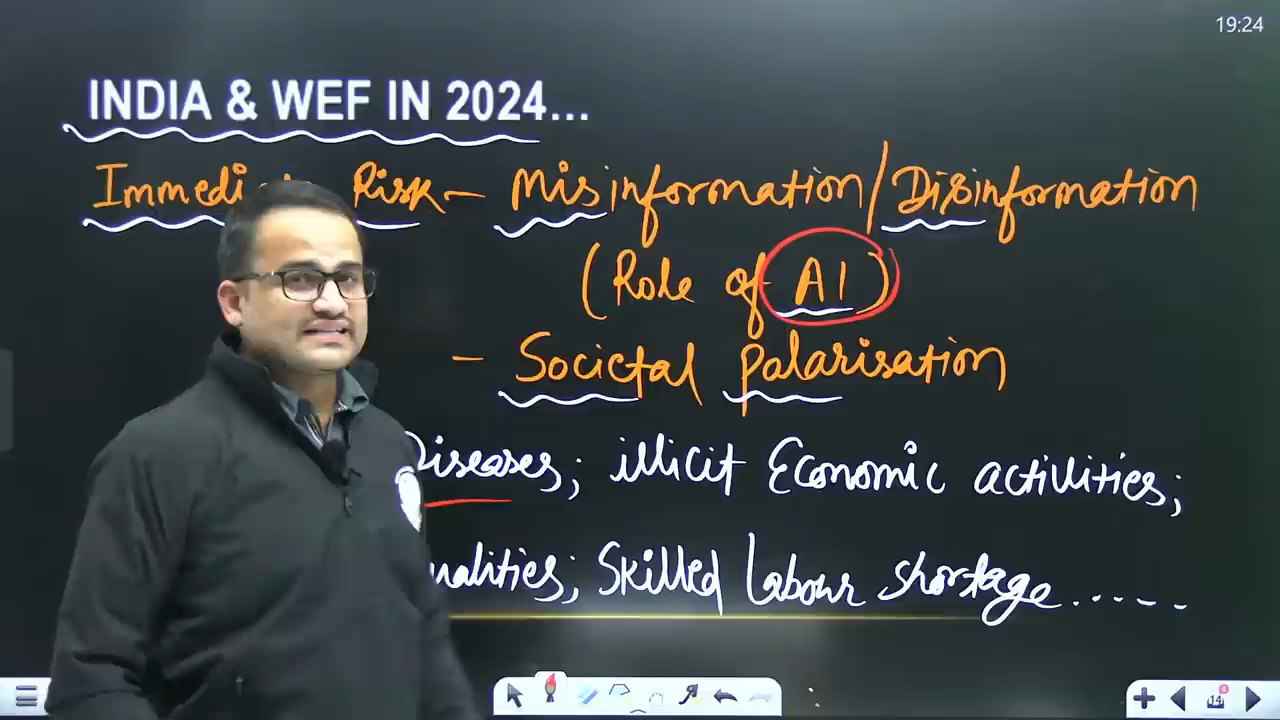 19:24
INDIA & WEF IN 2024...
Immedi Risk - Misinformation/Disinformation
(Role of AI)
- Societal Polarisation
Diseases; illicit Economic activities;
ualities; Skilled Labour shortage......